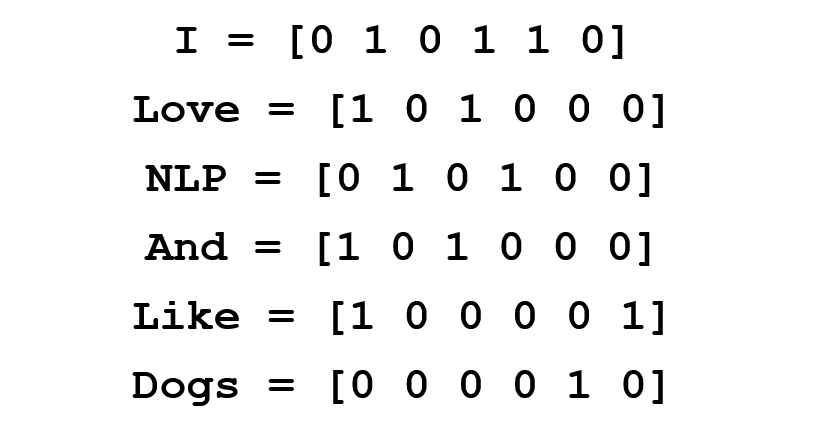 I = [0 1 0 1 1 0]
Love = [1 0 1 0 0 0]
NLP = [0 1 0 1 0 0]
And = [1 0 1 0 0 0]
Like = [1 0 0 0 0 1]
Dogs = [0 0 0 0 1 0]